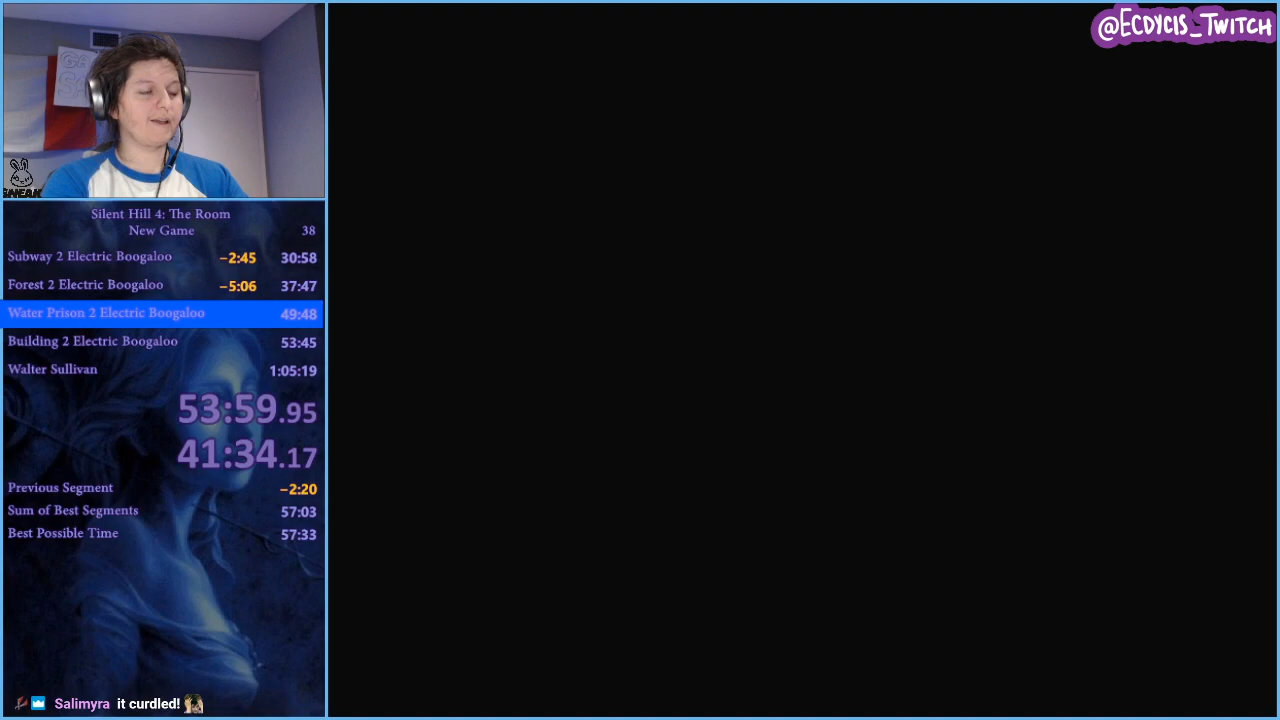 @ECDYCIS_TWITCH
SNEAK
Silent Hill 4: The Room
New Game 38
Subway 2 Electric Boogaloo −2:45 30:58
Forest 2 Electric Boogaloo −5:06 37:47
Water Prison 2 Electric Boogaloo 49:48
Building 2 Electric Boogaloo 53:45
Walter Sullivan 1:05:19
53:59.95
41:34.17
Previous Segment −2:20
Sum of Best Segments 57:03
Best Possible Time 57:33
Salimyra it curdled!